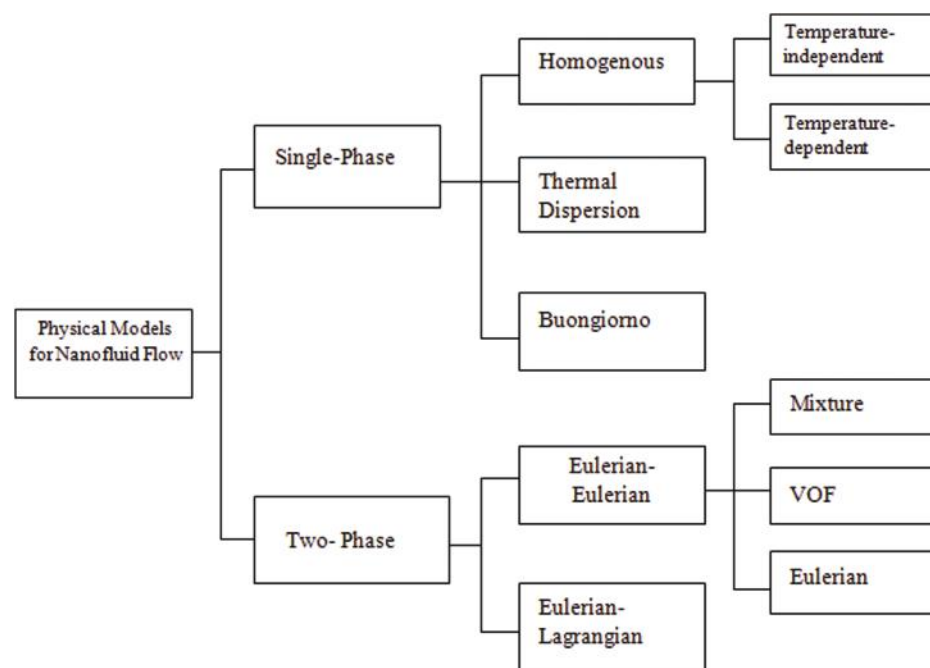 Physical Models
for Nanofluid Flow
Single-Phase
Homogenous
Temperature-
independent
Temperature-
dependent
Thermal
Dispersion
Buongiorno
Two- Phase
Eulerian-
Eulerian
Mixture
VOF
Eulerian
Eulerian-
Lagrangian